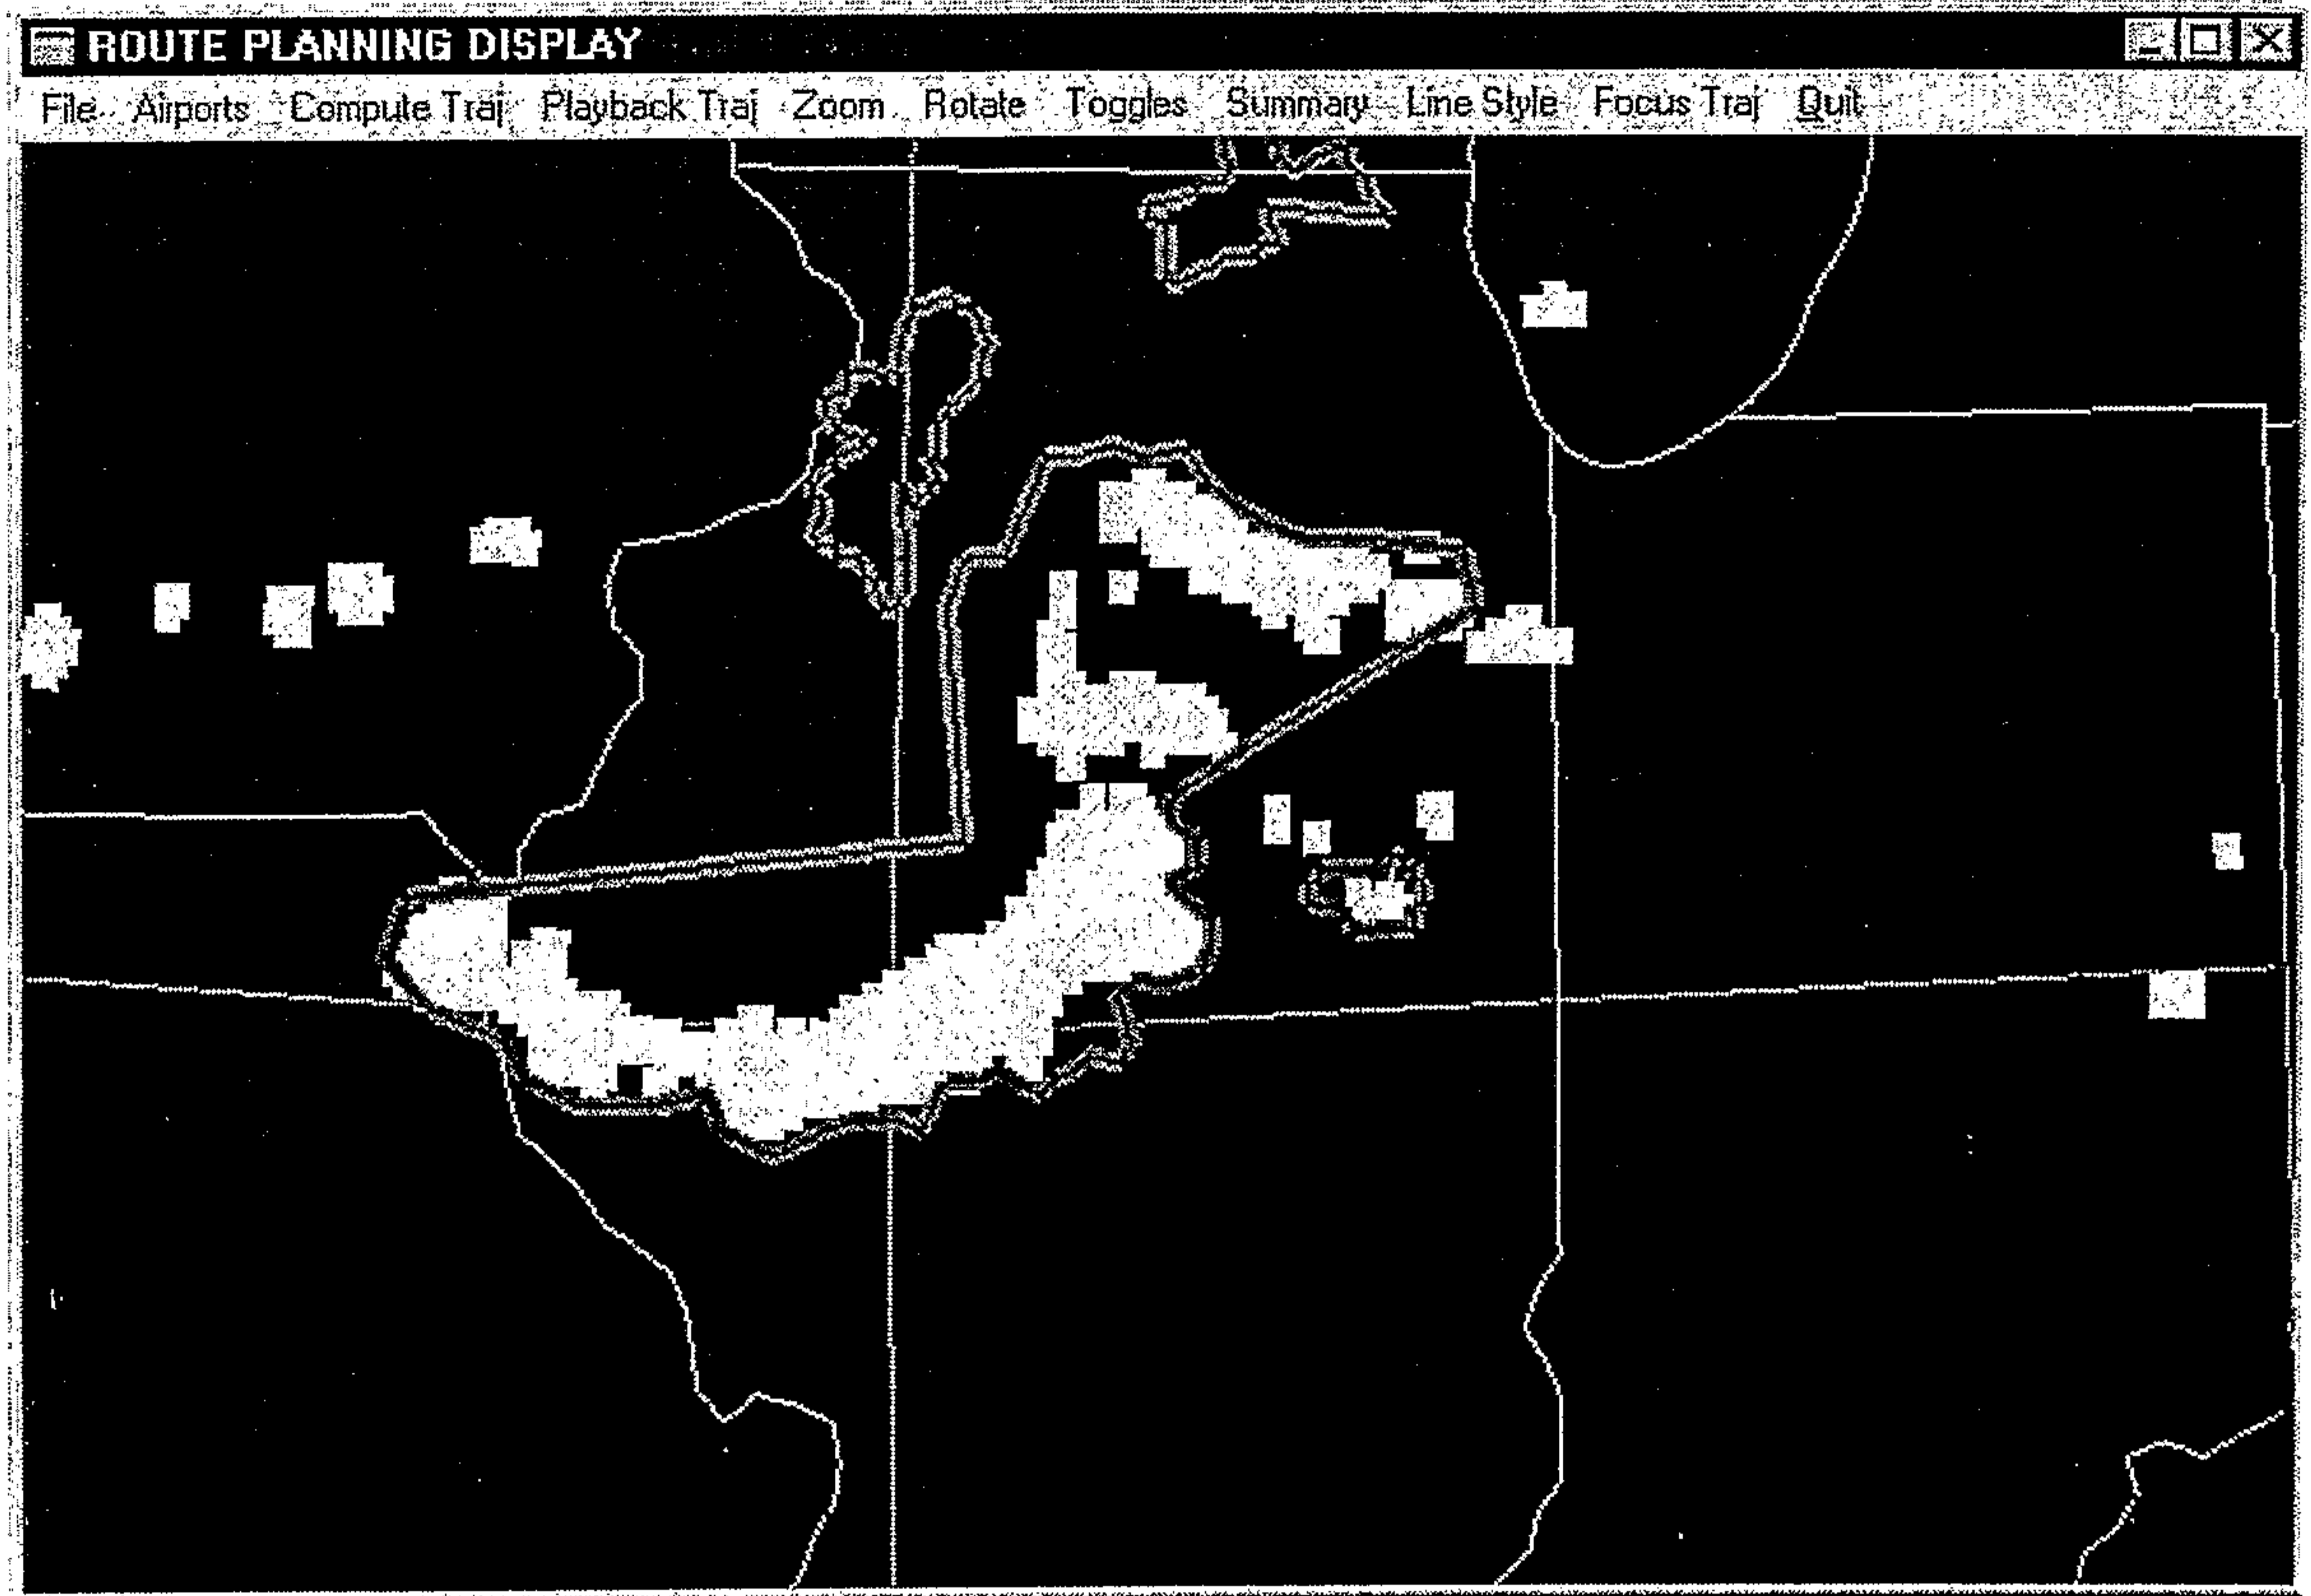 ROUTE PLANNING DISPLAY
File Airports Compute Traj Playback Traj Zoom Rotate Toggles Summary Line Style Focus Traj Quit